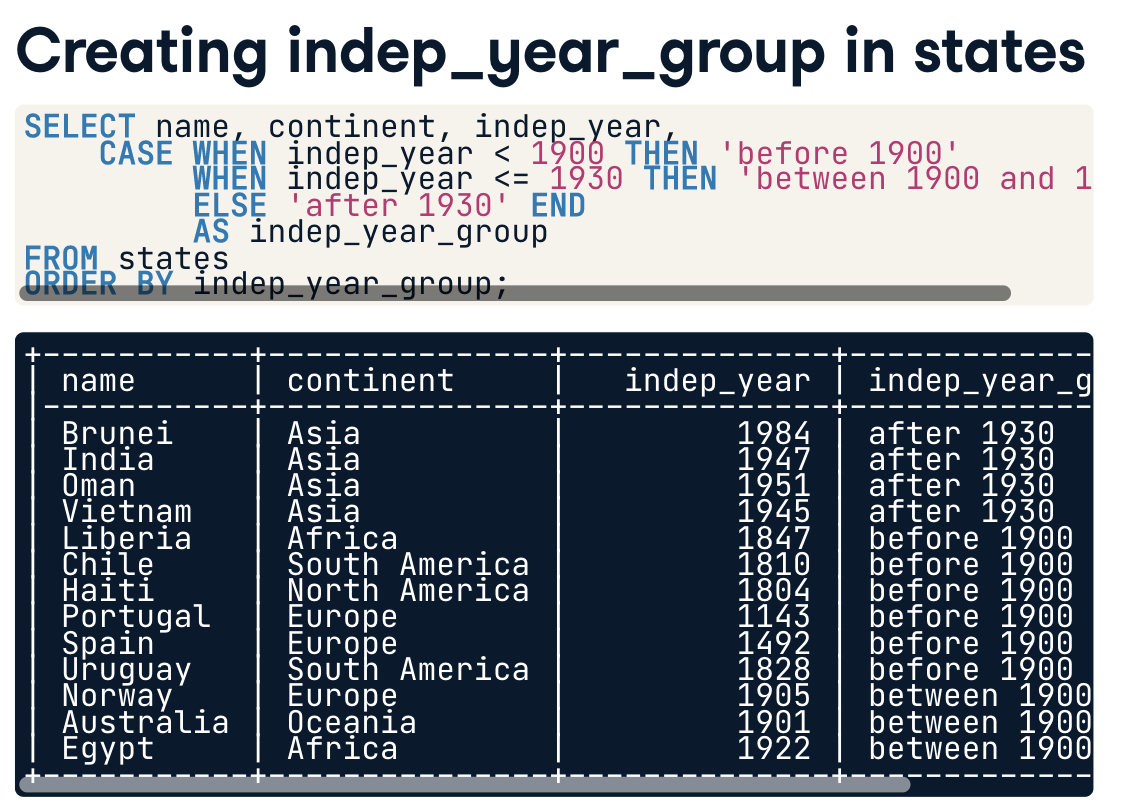 Creating indep_year_group in states
SELECT name, continent, indep_year,
CASE WHEN indep_year < 1900 THEN 'before 1900'
WHEN indep_year <= 1930 THEN 'between 1900 and 1
ELSE 'after 1930' END
AS indep_year_group
FROM states
ORDER BY indep_year_group;
+-----------+---------------+--------------+-------------
| name | continent | indep_year | indep_year_g
|-----------+---------------+--------------+-------------
| Brunei | Asia | 1984 | after 1930
| India | Asia | 1947 | after 1930
| Oman | Asia | 1951 | after 1930
| Vietnam | Asia | 1945 | after 1930
| Liberia | Africa | 1847 | before 1900
| Chile | South America | 1810 | before 1900
| Haiti | North America | 1804 | before 1900
| Portugal | Europe | 1143 | before 1900
| Spain | Europe | 1492 | before 1900
| Uruguay | South America | 1828 | before 1900
| Norway | Europe | 1905 | between 1900
| Australia | Oceania | 1901 | between 1900
| Egypt | Africa | 1922 | between 1900
+-----------+---------------+--------------+-------------